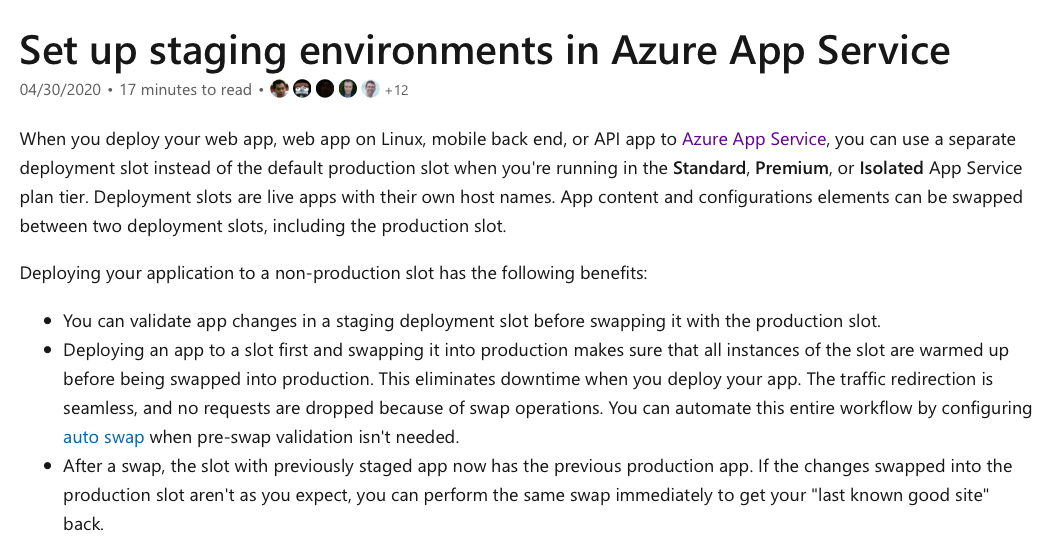 Set up staging environments in Azure App Service
04/30/2020 • 17 minutes to read • +12
When you deploy your web app, web app on Linux, mobile back end, or API app to Azure App Service, you can use a separate
deployment slot instead of the default production slot when you're running in the Standard, Premium, or Isolated App Service
plan tier. Deployment slots are live apps with their own host names. App content and configurations elements can be swapped
between two deployment slots, including the production slot.
Deploying your application to a non-production slot has the following benefits:
• You can validate app changes in a staging deployment slot before swapping it with the production slot.
• Deploying an app to a slot first and swapping it into production makes sure that all instances of the slot are warmed up
before being swapped into production. This eliminates downtime when you deploy your app. The traffic redirection is
seamless, and no requests are dropped because of swap operations. You can automate this entire workflow by configuring
auto swap when pre-swap validation isn't needed.
• After a swap, the slot with previously staged app now has the previous production app. If the changes swapped into the
production slot aren't as you expect, you can perform the same swap immediately to get your "last known good site"
back.